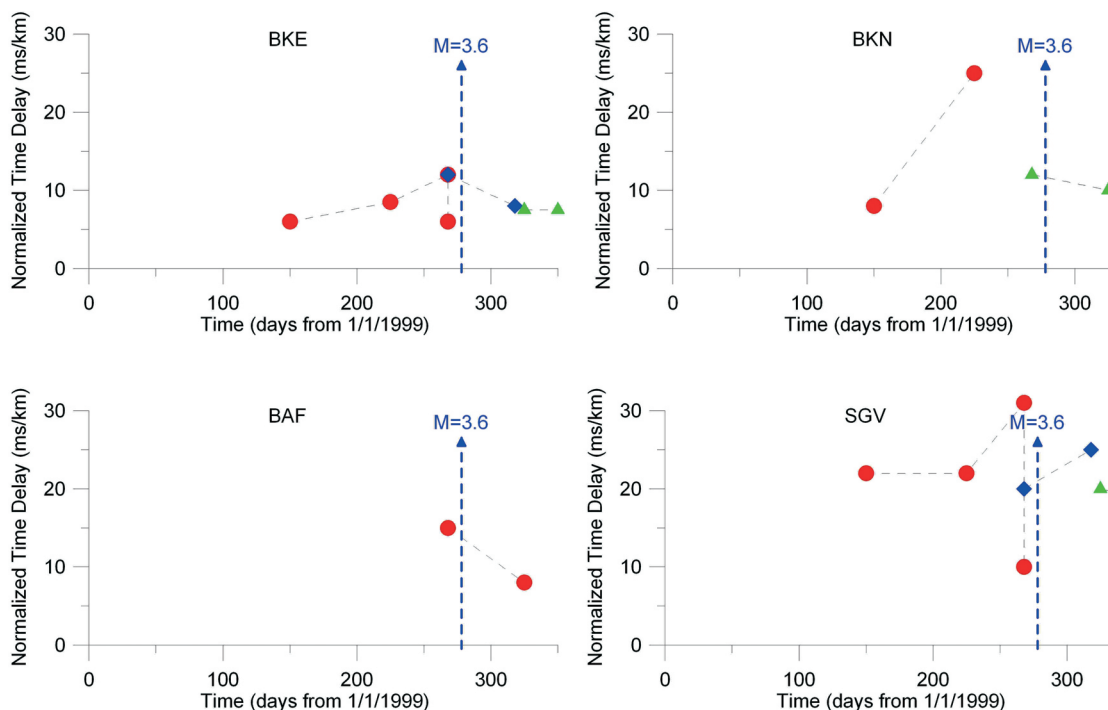 BKE
M=3.6
Normalized Time Delay (ms/km)
30
20
10
0
0 100 200 300
Time (days from 1/1/1999)
BKN
M=3.6
Normalized Time Delay (ms/km)
30
20
10
0
0 100 200 300
Time (days from 1/1/1999)
BAF
M=3.6
Normalized Time Delay (ms/km)
30
20
10
0
0 100 200 300
Time (days from 1/1/1999)
SGV
M=3.6
Normalized Time Delay (ms/km)
30
20
10
0
0 100 200 300
Time (days from 1/1/1999)